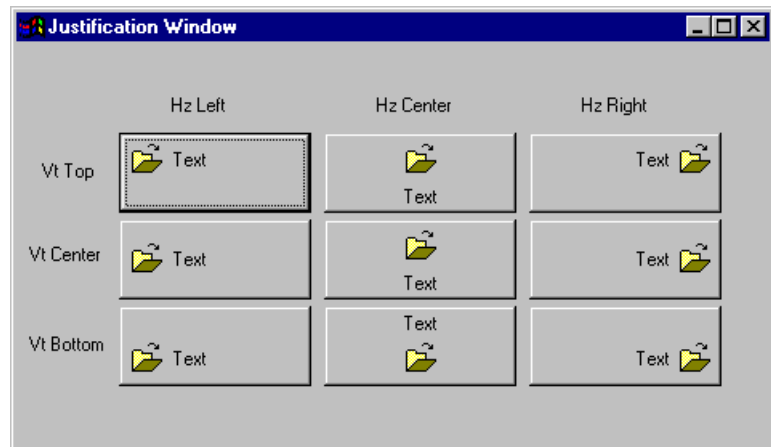 Justification Window
Hz Left Hz Center Hz Right
Vt Top Text Text
Text
Vt Center Text Text
Text
Text
Vt Bottom Text Text